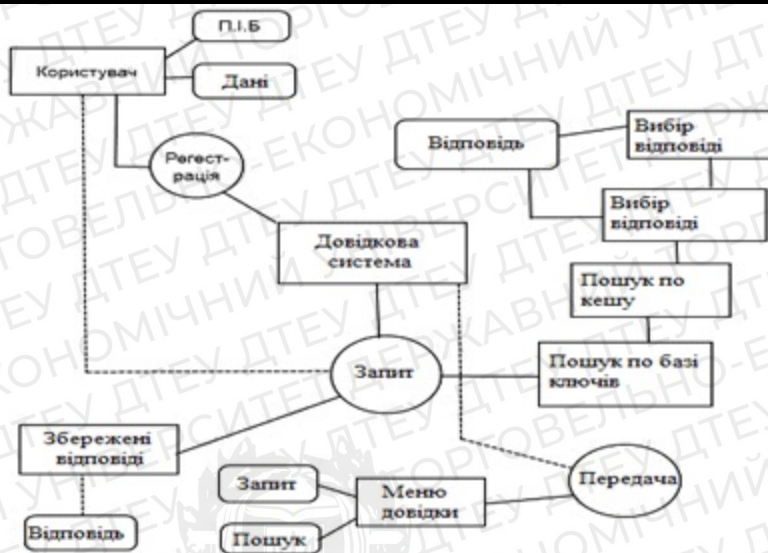 П.І.Б
Користувач
Дані
Регест-
рація
Відповідь
Вибір
відповіді
Вибір
відповіді
Довідкова
система
Пошук по
кешу
Запит
Пошук по базі
ключів
Збережені
відповіді
Запит
Меню
довідки
Передача
Відповідь
Пошук